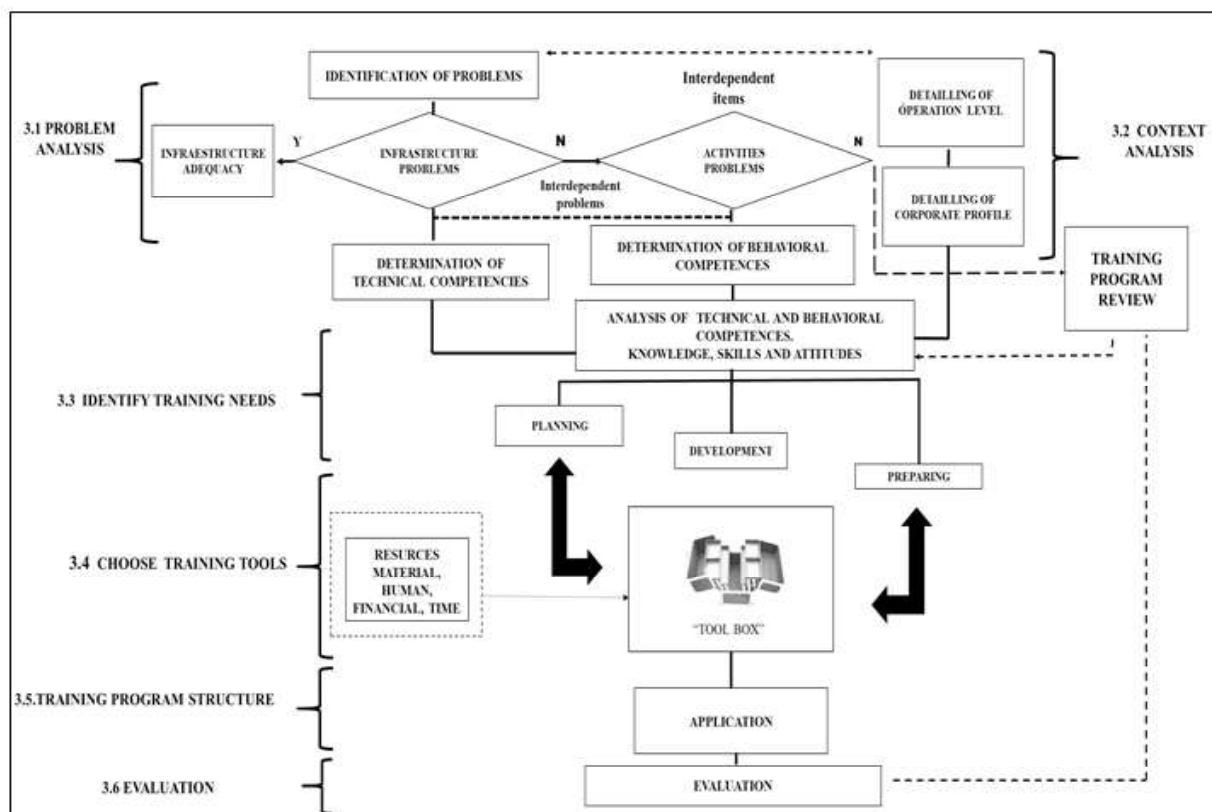 IDENTIFICATION OF PROBLEMS
Interdependent
items
DETAILLING OF
ÓPERATION LEVEL
3.1 PROBLEM
ANALYSIS
INFRAESTRUCTURE
ADEQUACY
Y
INFRASTRUCTURE
PROBLEMS
N
ACTIVITIES
PROBLEMS
N
3.2 CONTEXT
ANALYSIS
Interdependent
problems
DETAILLING OF
CORPORATE PROFILE
DETERMINATION OF
TECHNICAL COMPETENCIES
DETERMINATION OF BEHAVIORAL
COMPETENCES
TRAINING
PROGRAM
REVIEW
ANALYSIS OF TECHNICAL AND BEHAVIORAL
COMPETENCES.
KNOWLEDGE, SKILLS AND ATTITUDES
3.3 IDENTIFY TRAINING NEEDS
PLANNING
DEVELOPMENT
PREPARING
3.4 CHOOSE TRAINING TOOLS
RESURCES
MATERIAL,
HUMAN,
FINANCIAL, TIME
“TOOL BOX”
3.5.TRAINING PROGRAM STRUCTURE
APPLICATION
3.6 EVALUATION
EVALUATION